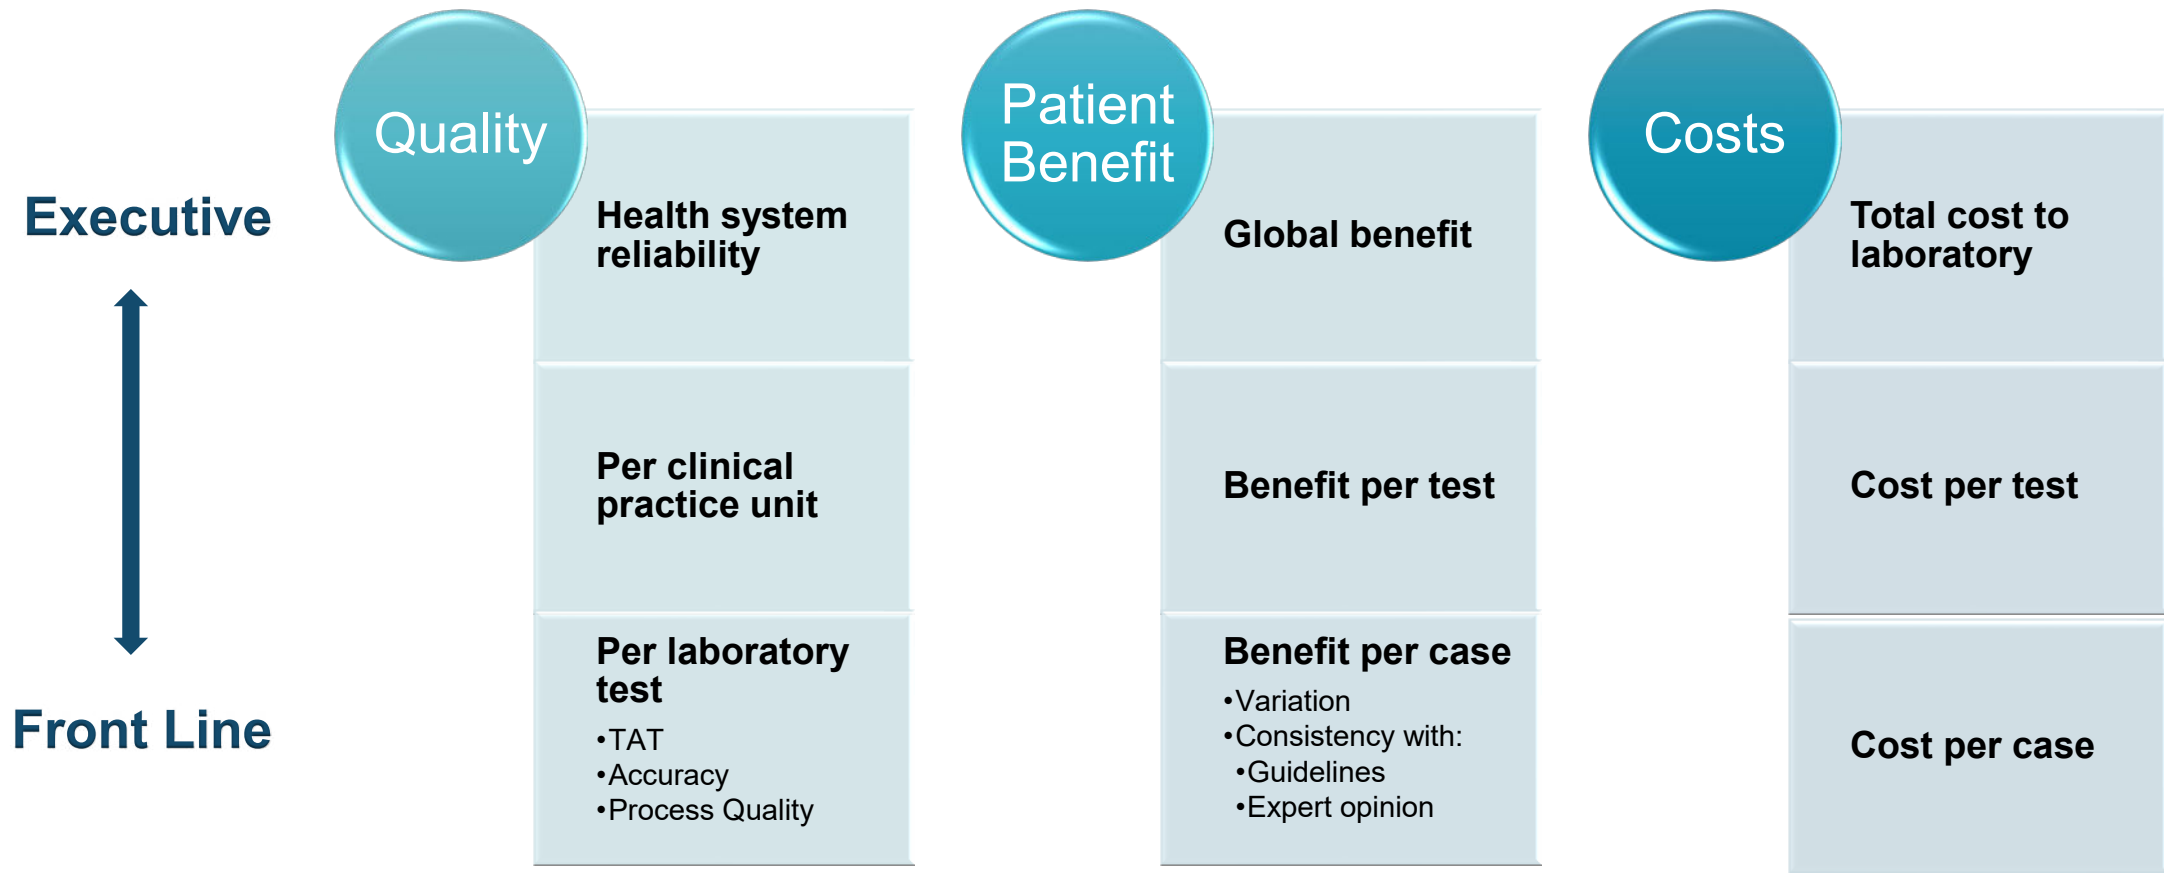 Executive
Front Line
Quality
Health system
reliability
Per clinical
practice unit
Per laboratory
test
•TAT
•Accuracy
•Process Quality
Patient
Benefit
Global benefit
Benefit per test
Benefit per case
•Variation
•Consistency with:
•Guidelines
•Expert opinion
Costs
Total cost to
laboratory
Cost per test
Cost per case